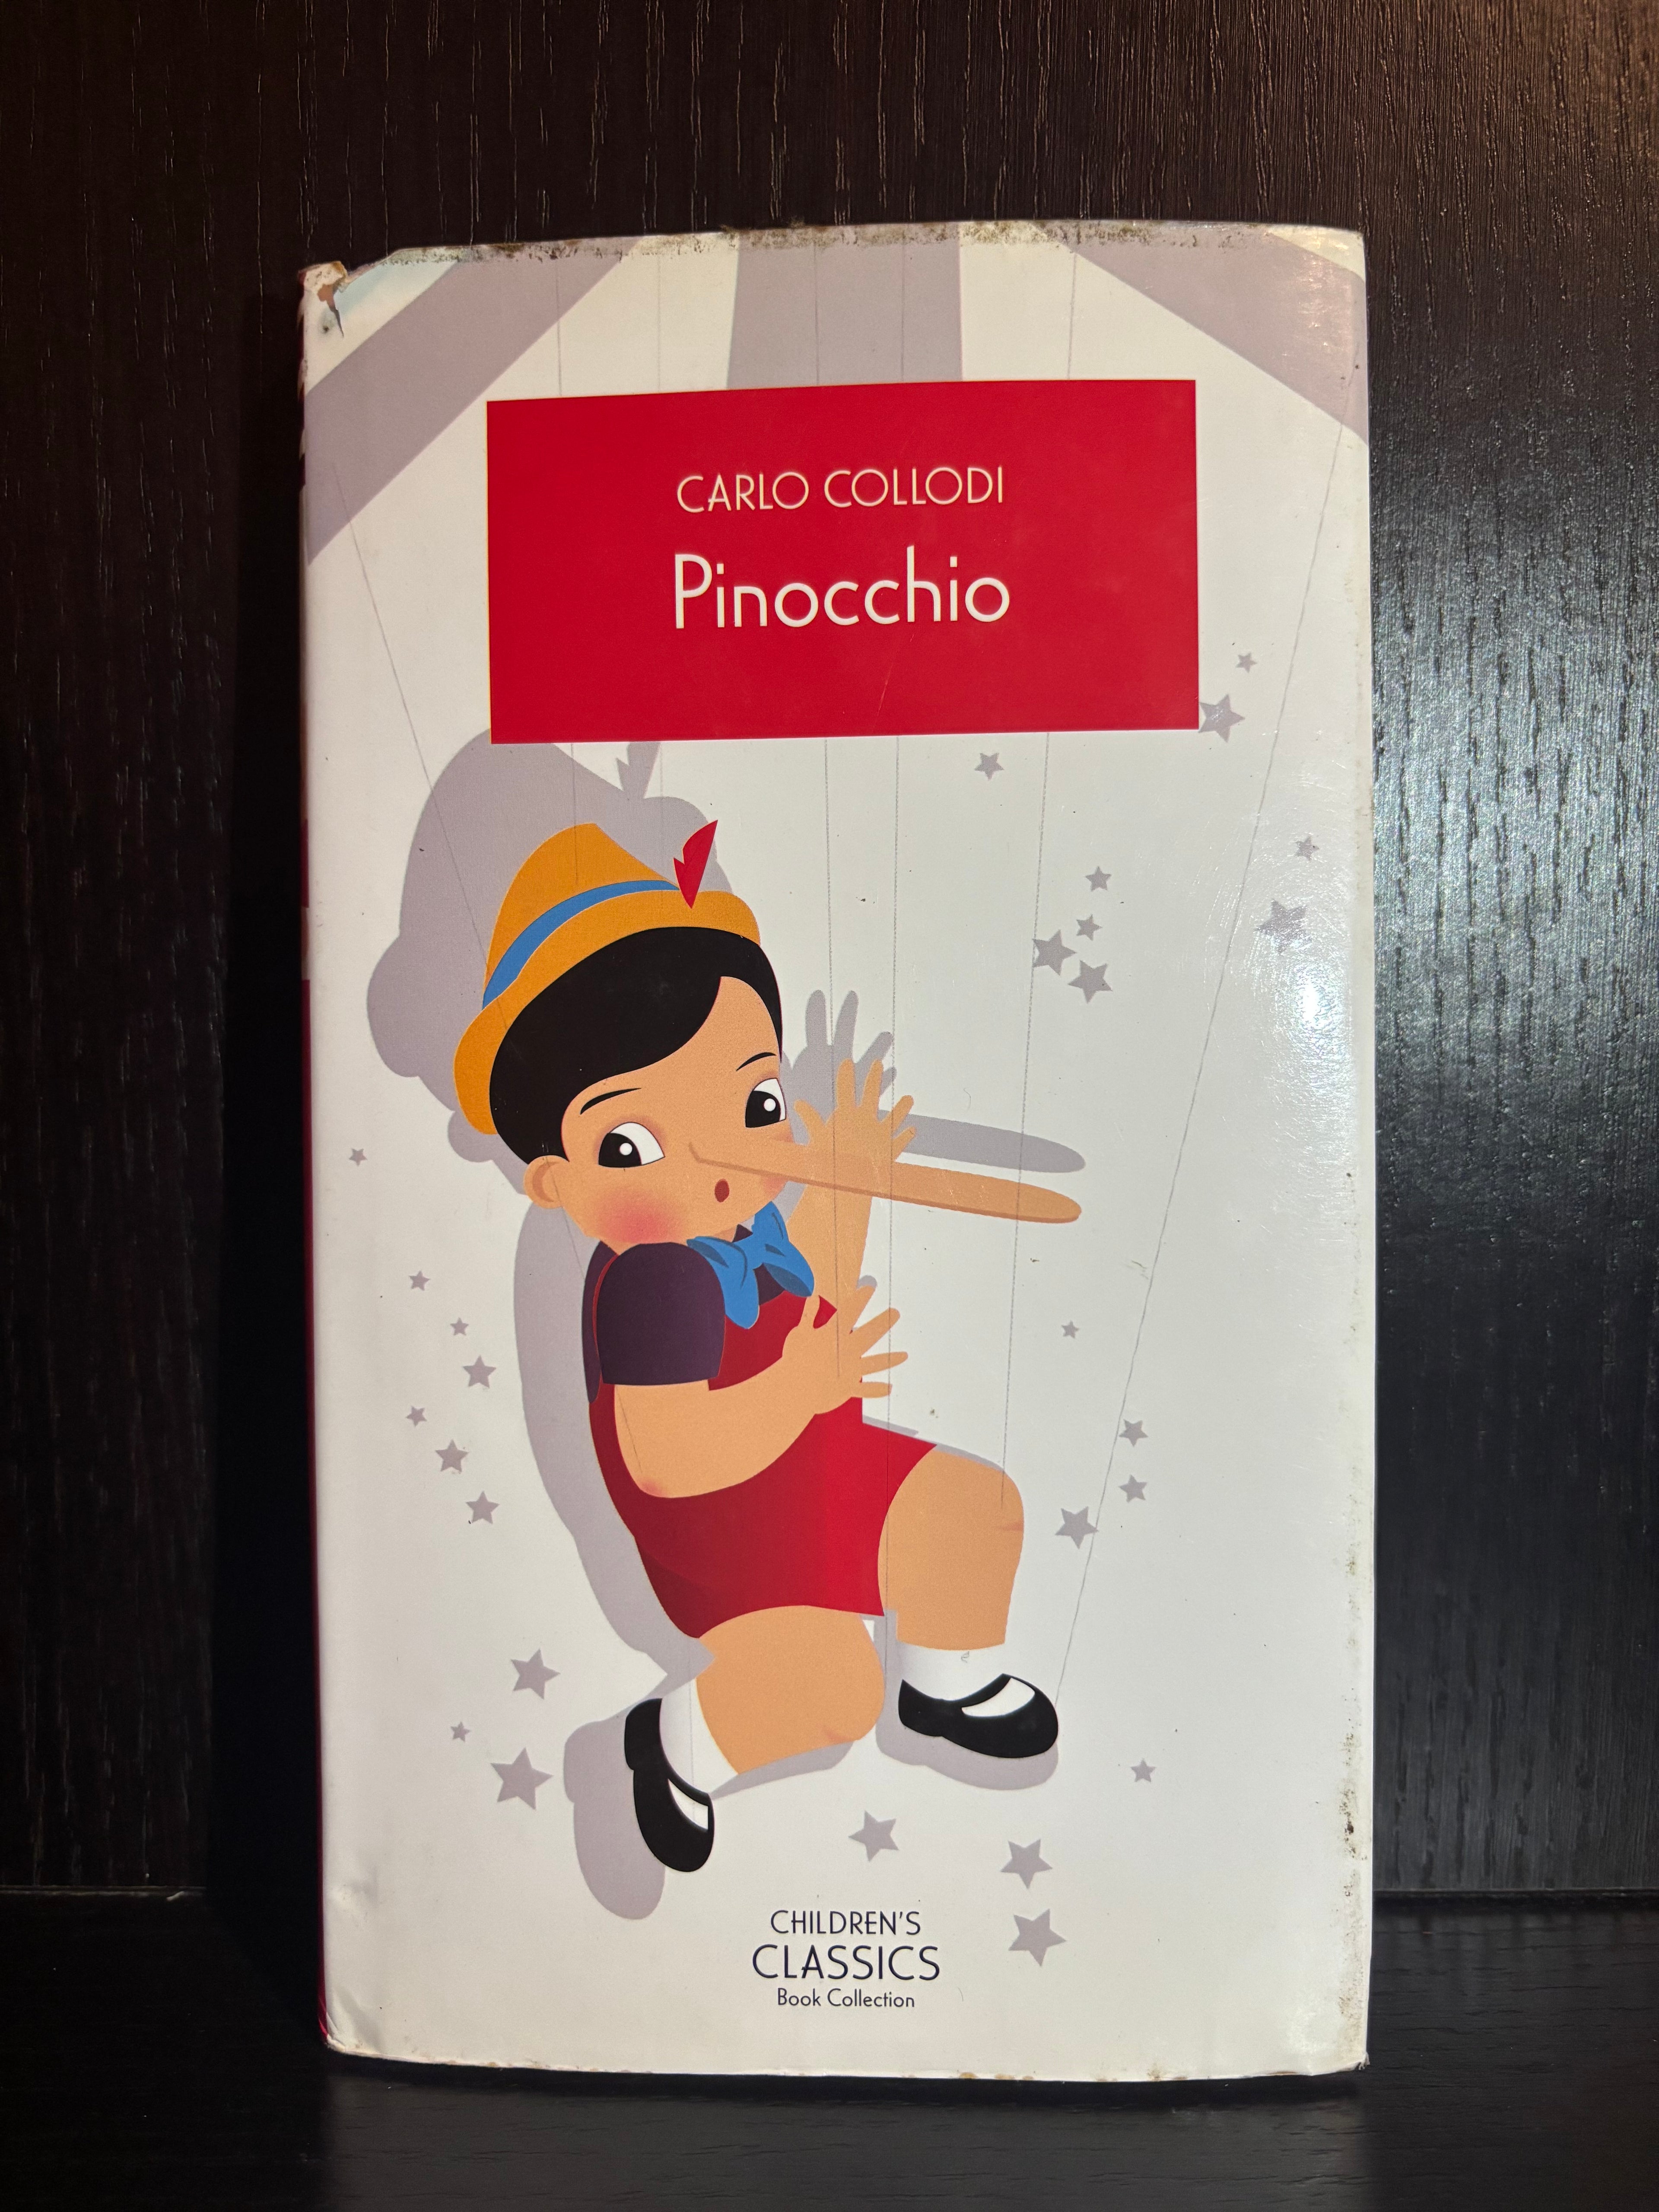 CARLO COLLODI
Pinocchio
CHILDREN'S
CLASSICS
Book Collection